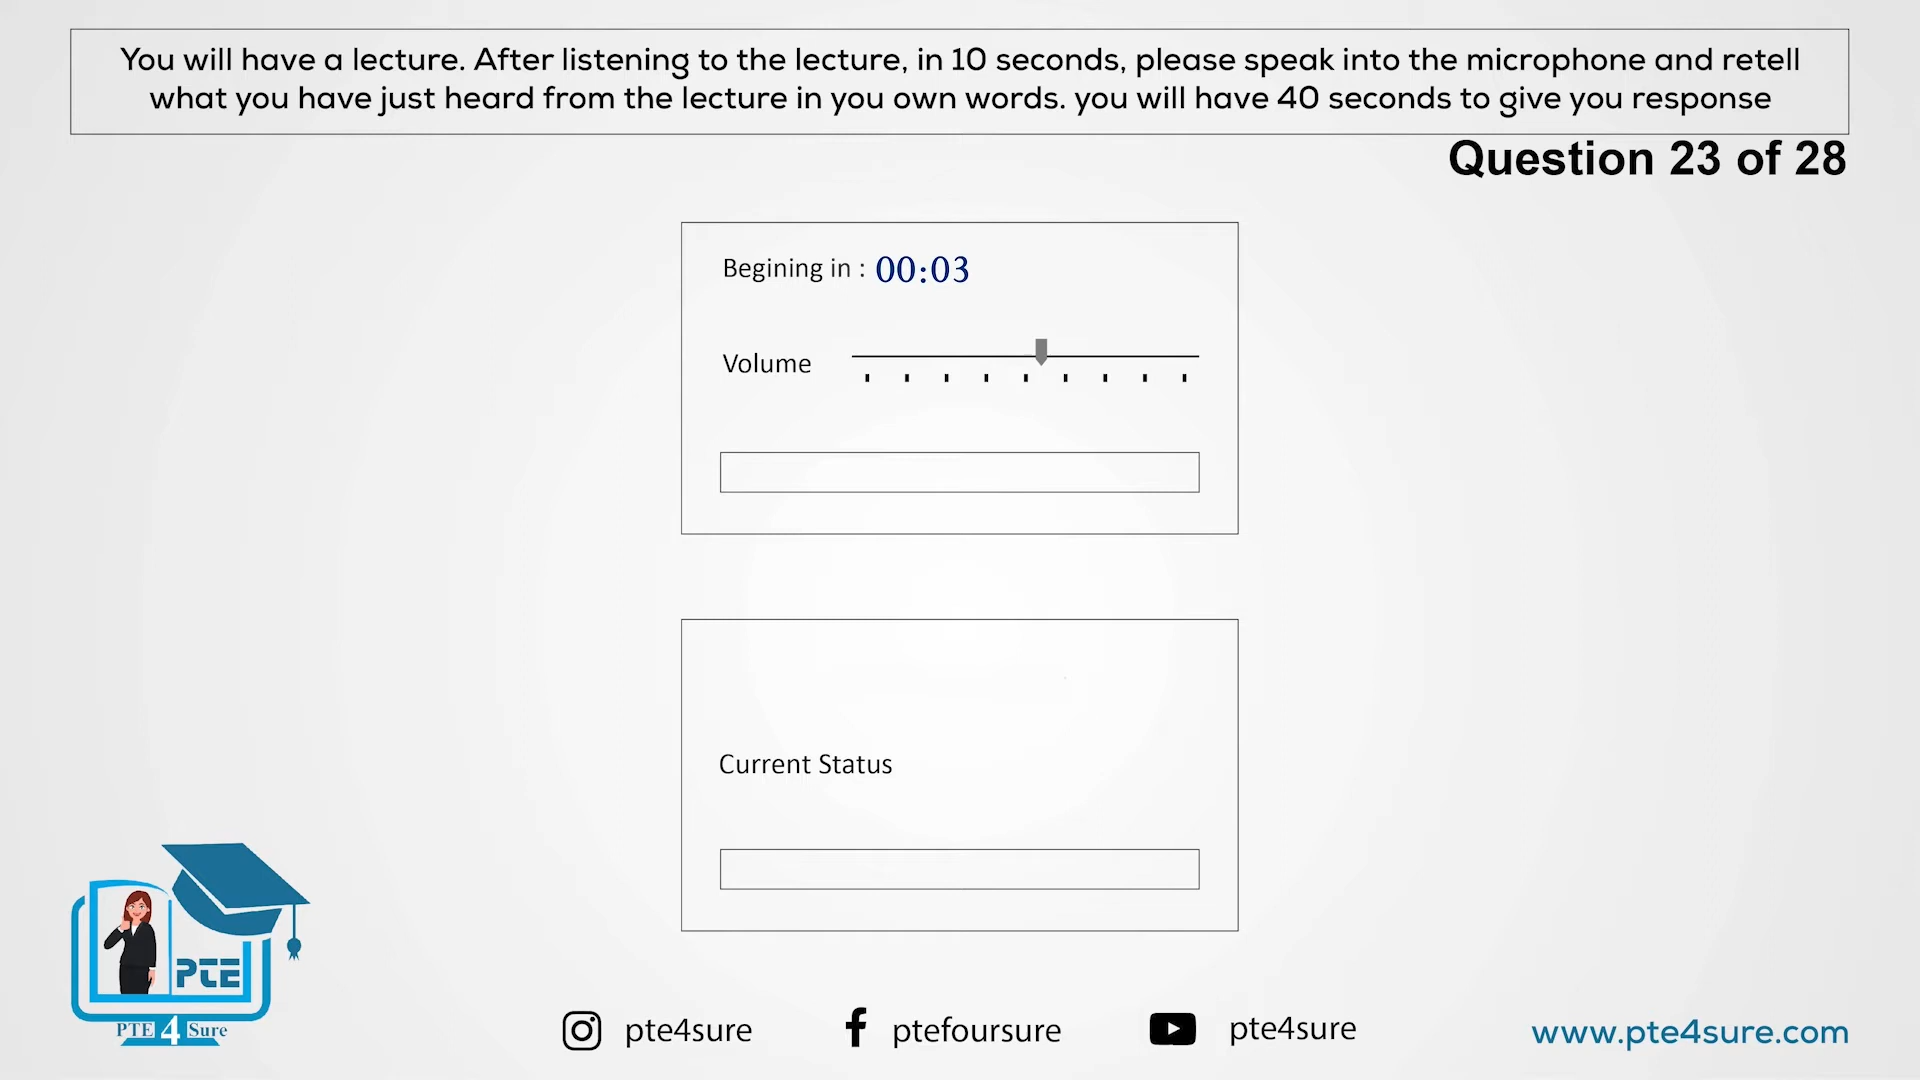 You will have a lecture. After listening to the lecture, in 10 seconds, please speak into the microphone and retell
what you have just heard from the lecture in you own words. you will have 40 seconds to give you response
Question 23 of 28
Begining in : 00:03
Volume
Current Status
PTE
PTE 4 Sure
pte4sure
ptefoursure
pte4sure
www.pte4sure.com